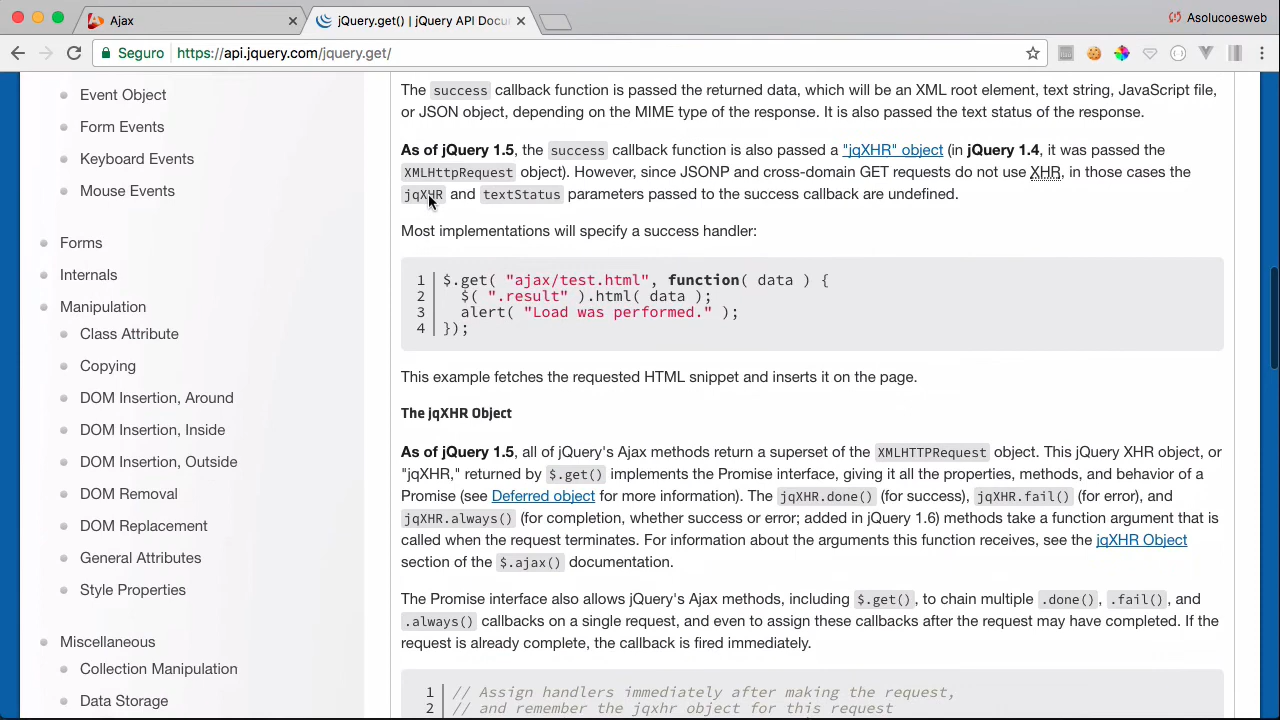 Ajax
jQuery.get() | jQuery API Docu
Asolucoesweb
Seguro
https://api.jquery.com/jquery.get/
Event Object
Form Events
Keyboard Events
Mouse Events
Forms
Internals
Manipulation
Class Attribute
Copying
DOM Insertion, Around
DOM Insertion, Inside
DOM Insertion, Outside
DOM Removal
DOM Replacement
General Attributes
Style Properties
Miscellaneous
Collection Manipulation
Data Storage
The success callback function is passed the returned data, which will be an XML root element, text string, JavaScript file,
or JSON object, depending on the MIME type of the response. It is also passed the text status of the response.
As of jQuery 1.5, the success callback function is also passed a "jqXHR" object (in jQuery 1.4, it was passed the
XMLHttpRequest object). However, since JSONP and cross-domain GET requests do not use XHR, in those cases the
jqXHR and textStatus parameters passed to the success callback are undefined.
Most implementations will specify a success handler:
1 $.get( "ajax/test.html", function( data ) {
2 $( ".result" ).html( data );
3 alert( "Load was performed." );
4 });
This example fetches the requested HTML snippet and inserts it on the page.
The jqXHR Object
As of jQuery 1.5, all of jQuery's Ajax methods return a superset of the XMLHTTPRequest object. This jQuery XHR object, or
"jqXHR," returned by $.get() implements the Promise interface, giving it all the properties, methods, and behavior of a
Promise (see Deferred object for more information). The jqXHR.done() (for success), jqXHR.fail() (for error), and
jqXHR.always() (for completion, whether success or error; added in jQuery 1.6) methods take a function argument that is
called when the request terminates. For information about the arguments this function receives, see the jqXHR Object
section of the $.ajax() documentation.
The Promise interface also allows jQuery's Ajax methods, including $.get(), to chain multiple .done(), .fail(), and
.always() callbacks on a single request, and even to assign these callbacks after the request may have completed. If the
request is already complete, the callback is fired immediately.
1 // Assign handlers immediately after making the request,
2 // and remember the jqxhr object for this request